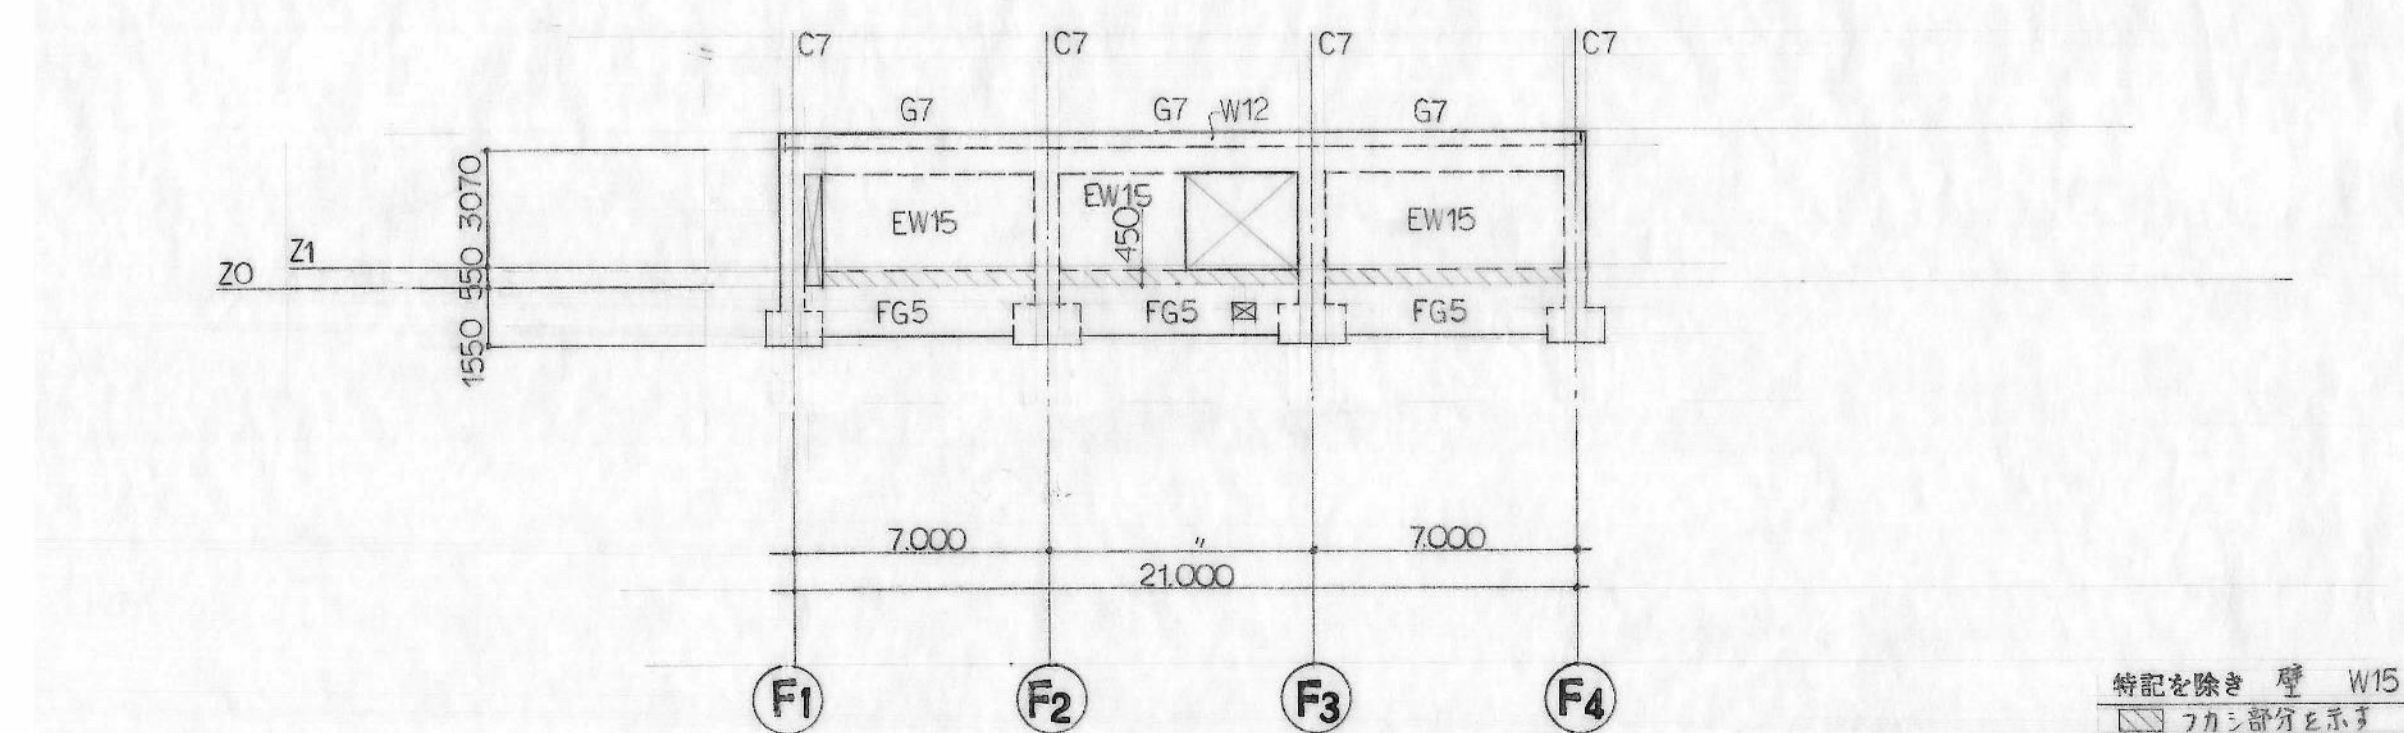 C7 C7 C7 C7
G7 G7 W12 G7
3070
EW15 EW15 EW15
450
Z1
Z0
550
FG5 FG5 FG5
1550
7.000 〃 7.000
21.000
F1 F2 F3 F4
特記を除き 壁 W15
フカシ部分を示す